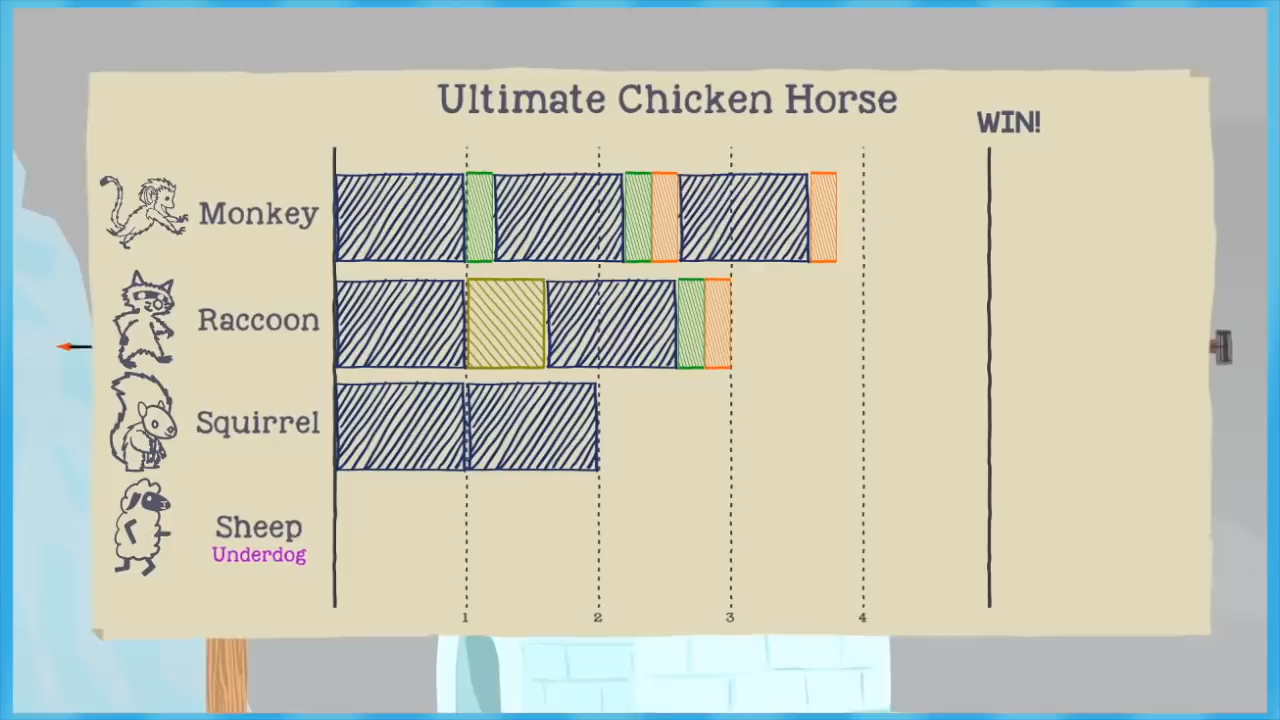 Ultimate Chicken Horse
WIN!
Monkey
Raccoon
Squirrel
Sheep
Underdog
1 2 3 4